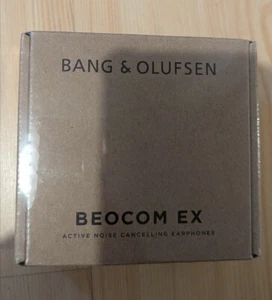 BANG & OLUFSEN
BEOCOM EX
ACTIVE NOISE CANCELLING EARPHONES